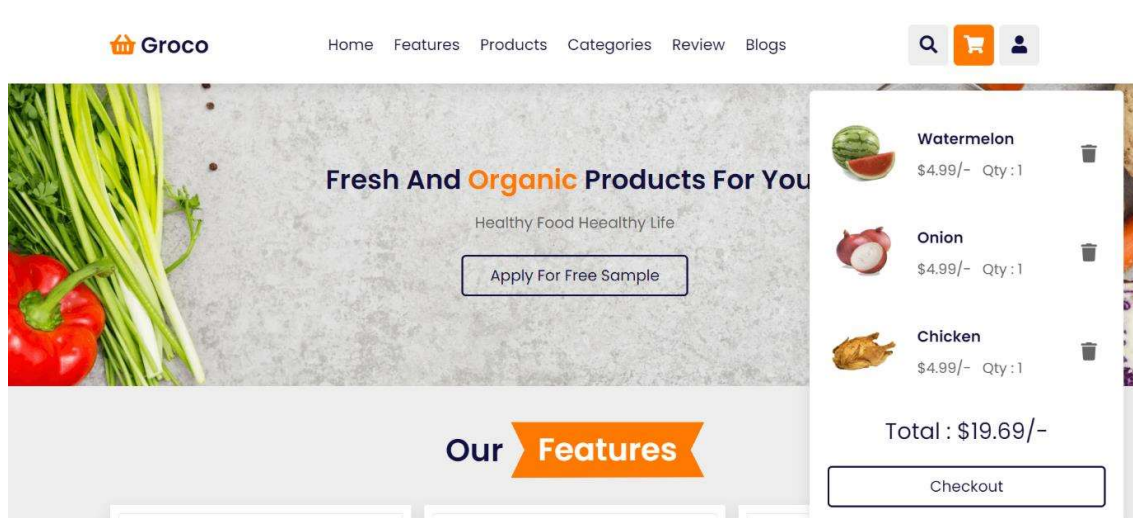 Groco
Home Features Products Categories Review Blogs
Fresh And Organic Products For You
Healthy Food Heealthy Life
Apply For Free Sample
Watermelon
$4.99/- Qty : 1
Onion
$4.99/- Qty : 1
Chicken
$4.99/- Qty : 1
Total : $19.69/-
Checkout
Our Features